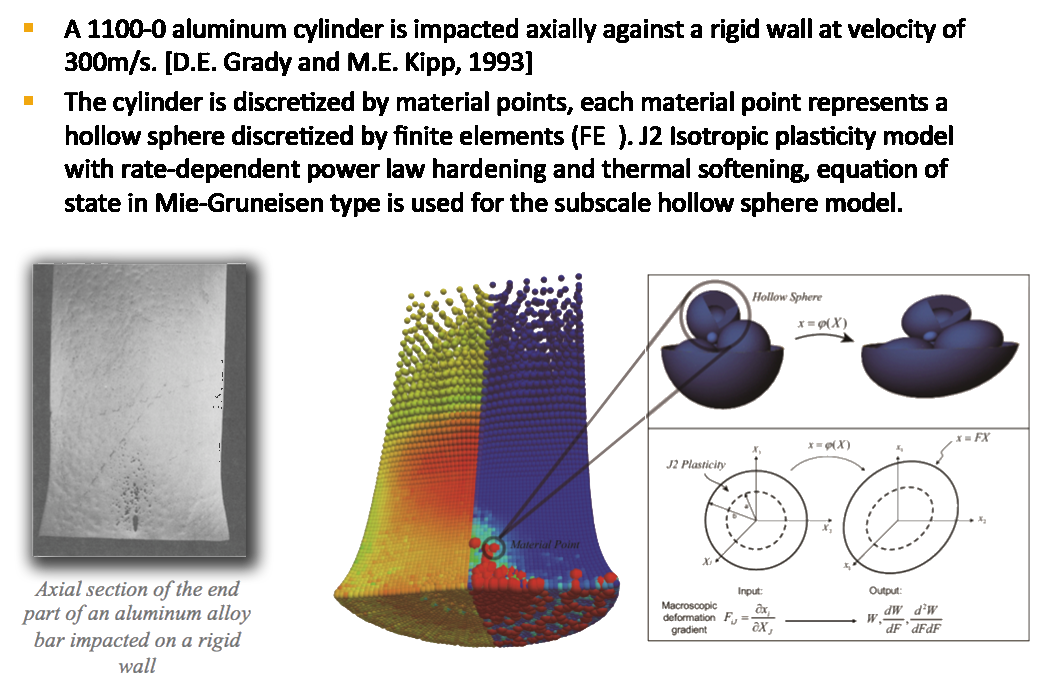 ▪ A 1100-0 aluminum cylinder is impacted axially against a rigid wall at velocity of
300m/s. [D.E. Grady and M.E. Kipp, 1993]
▪ The cylinder is discretized by material points, each material point represents a
hollow sphere discretized by finite elements (FE ). J2 Isotropic plasticity model
with rate-dependent power law hardening and thermal softening, equation of
state in Mie-Gruneisen type is used for the subscale hollow sphere model.
Hollow Sphere
x = φ(X)
Material Point
x = φ(X)
x = FX
J2 Plasticity
X₁
x₂
Input:
Output:
Macroscopic
deformation
gradient
F_iJ = ∂x_i / ∂X_J
W, dW/dF, d²W/dFdF
Axial section of the end
part of an aluminum alloy
bar impacted on a rigid
wall